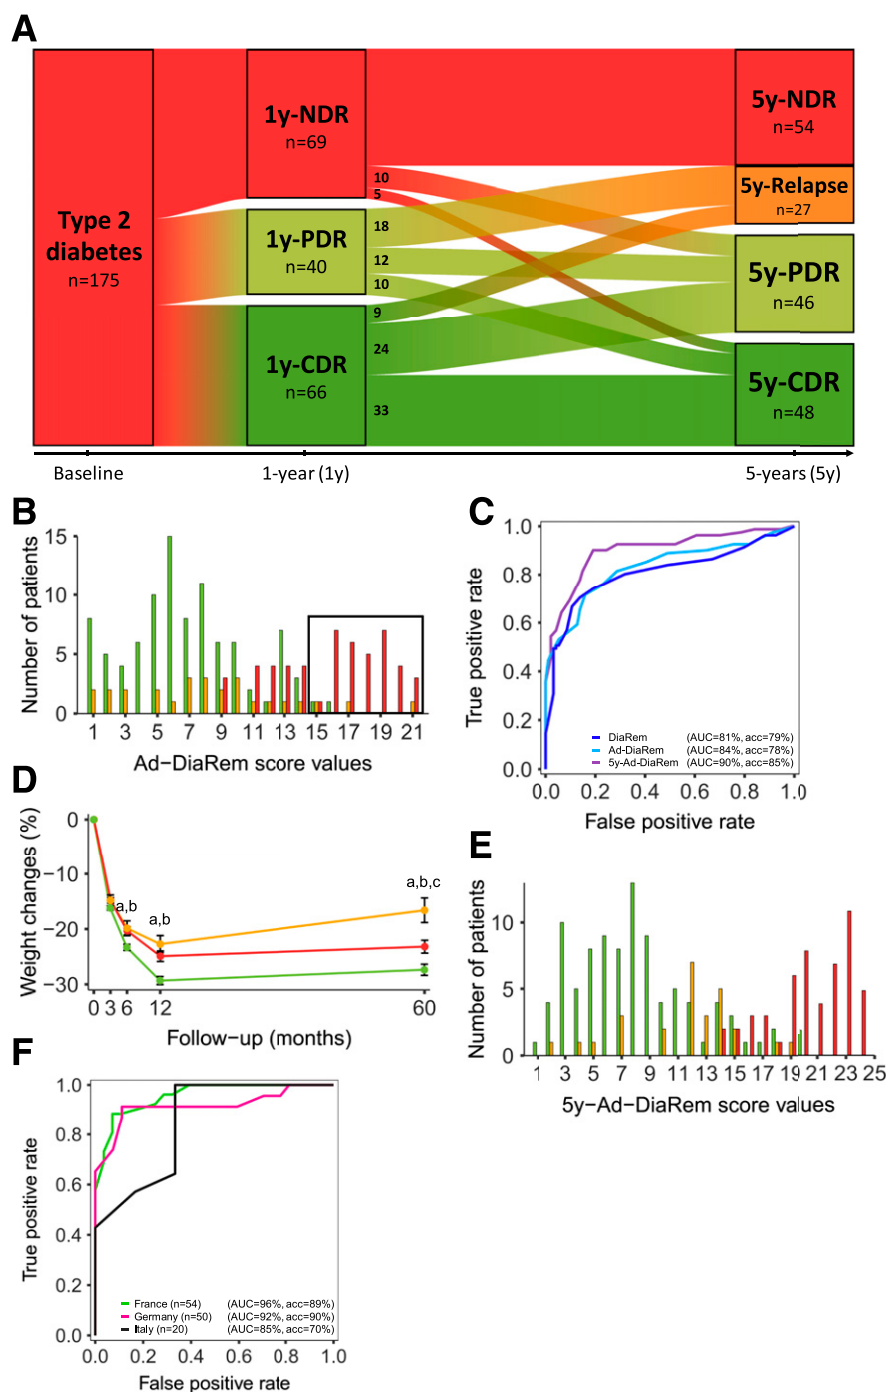 A
Type 2
diabetes
n=175
1y-NDR
n=69
1y-PDR
n=40
1y-CDR
n=66
10
5
18
12
10
9
24
33
5y-NDR
n=54
5y-Relapse
n=27
5y-PDR
n=46
5y-CDR
n=48
Baseline
1-year (1y)
5-years (5y)
B
Number of patients
15
10
5
0
1 3 5 7 9 11 13 15 17 19 21
Ad−DiaRem score values
C
True positive rate
1.0
0.8
0.6
0.4
0.2
0.0
DiaRem (AUC=81%, acc=79%)
Ad-DiaRem (AUC=84%, acc=78%)
5y-Ad-DiaRem (AUC=90%, acc=85%)
0.0 0.2 0.4 0.6 0.8 1.0
False positive rate
D
Weight changes (%)
0
−10
−20
−30
a,b
a,b
a,b,c
0 3 6 12 60
Follow−up (months)
E
Number of patients
10
5
0
1 3 5 7 9 11 13 15 17 19 21 23 25
5y−Ad−DiaRem score values
F
True positive rate
1.0
0.8
0.6
0.4
0.2
0.0
France (n=54) (AUC=96%, acc=89%)
Germany (n=50) (AUC=92%, acc=90%)
Italy (n=20) (AUC=85%, acc=70%)
0.0 0.2 0.4 0.6 0.8 1.0
False positive rate